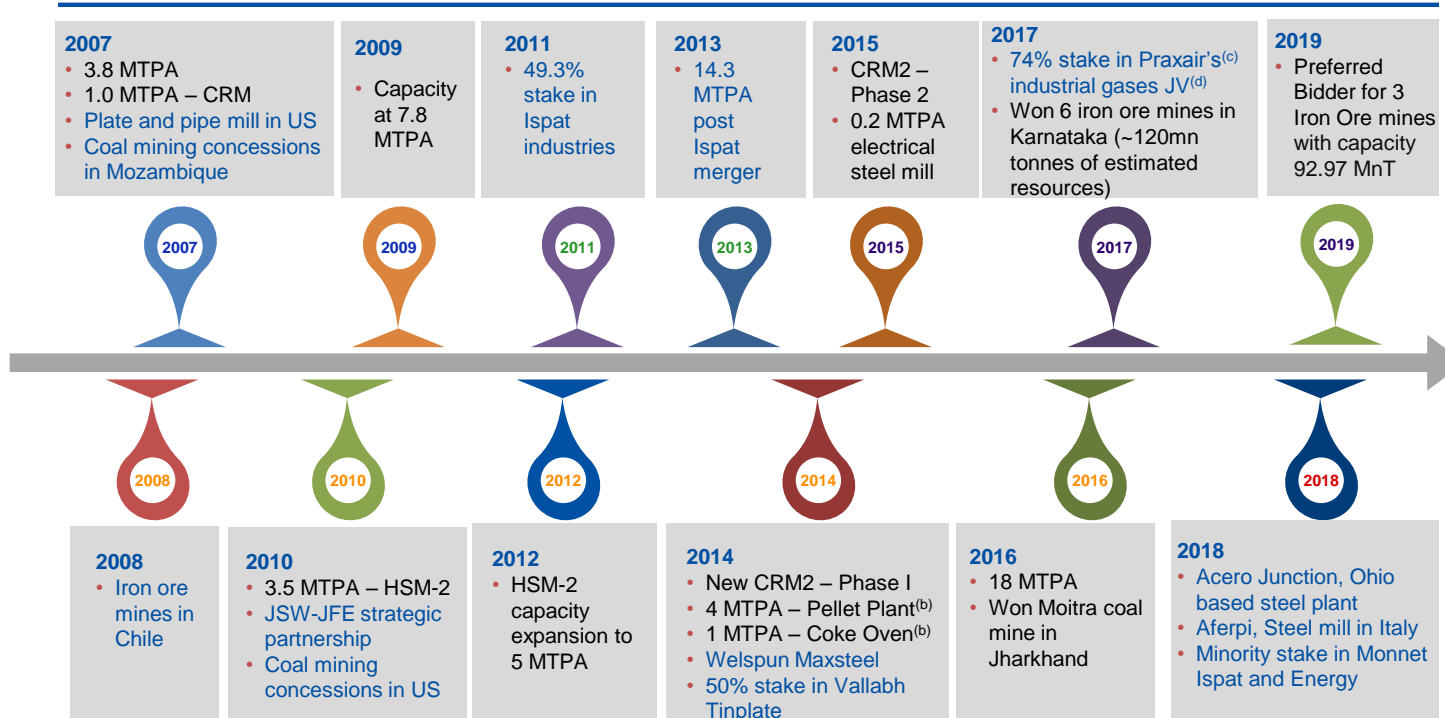 2007
• 3.8 MTPA
• 1.0 MTPA – CRM
• Plate and pipe mill in US
• Coal mining concessions
in Mozambique
2009
• Capacity
at 7.8
MTPA
2011
• 49.3%
stake in
Ispat
industries
2013
• 14.3
MTPA
post
Ispat
merger
2015
• CRM2 –
Phase 2
• 0.2 MTPA
electrical
steel mill
2017
• 74% stake in Praxair's(c)
industrial gases JV(d)
• Won 6 iron ore mines in
Karnataka (~120mn
tonnes of estimated
resources)
2019
• Preferred
Bidder for 3
Iron Ore mines
with capacity
92.97 MnT
2007
2009
2011
2013
2015
2017
2019
2008
2010
2012
2014
2016
2018
2008
• Iron ore
mines in
Chile
2010
• 3.5 MTPA – HSM-2
• JSW-JFE strategic
partnership
• Coal mining
concessions in US
2012
• HSM-2
capacity
expansion to
5 MTPA
2014
• New CRM2 – Phase I
• 4 MTPA – Pellet Plant(b)
• 1 MTPA – Coke Oven(b)
• Welspun Maxsteel
• 50% stake in Vallabh
Tinplate
2016
• 18 MTPA
• Won Moitra coal
mine in
Jharkhand
2018
• Acero Junction, Ohio
based steel plant
• Aferpi, Steel mill in Italy
• Minority stake in Monnet
Ispat and Energy